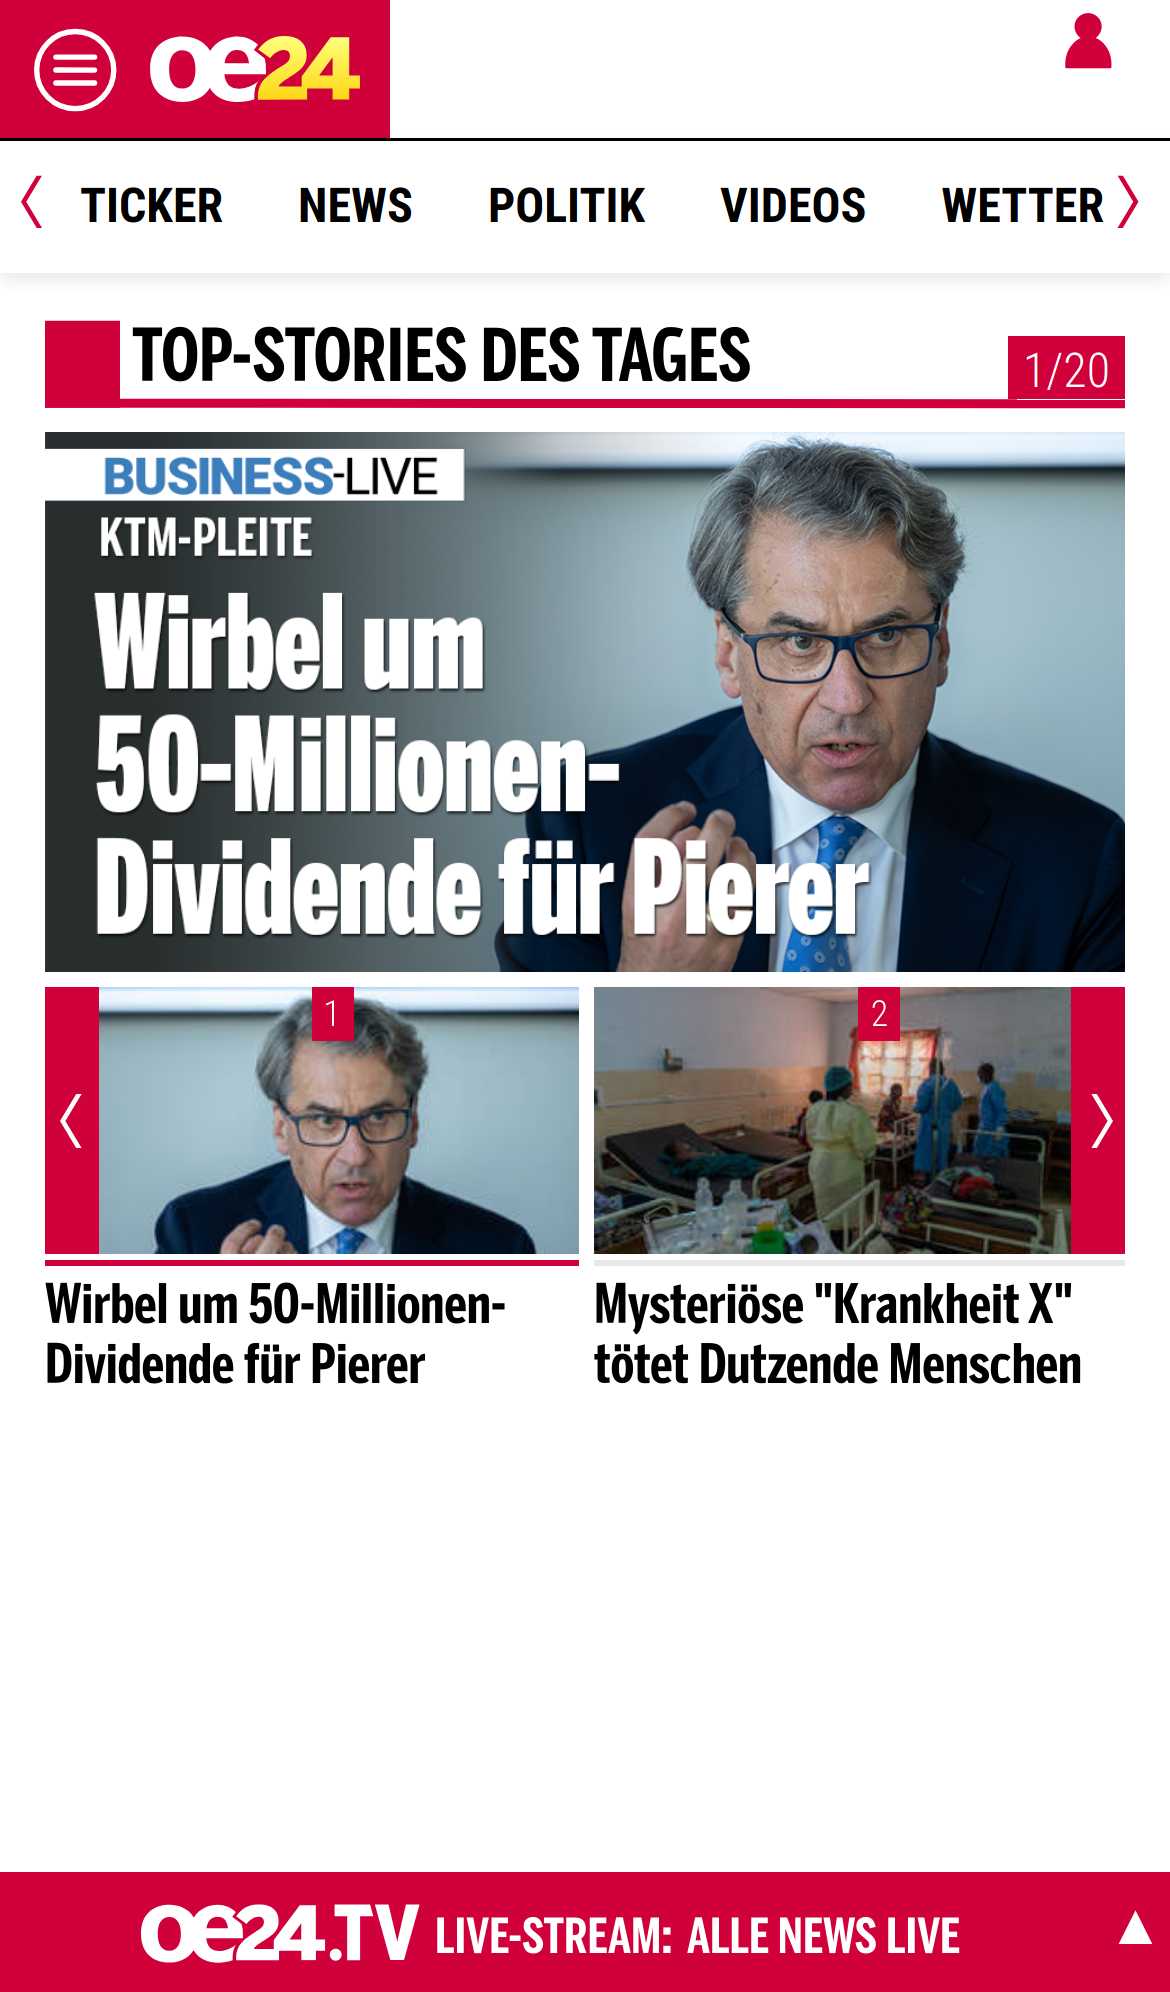 oe24
TICKER NEWS POLITIK VIDEOS WETTER
TOP-STORIES DES TAGES
1/20
BUSINESS-LIVE
KTM-PLEITE
Wirbel um
50-Millionen-
Dividende für Pierer
1
2
Wirbel um 50-Millionen-
Dividende für Pierer
Mysteriöse "Krankheit X"
tötet Dutzende Menschen
oe24.TV LIVE-STREAM: ALLE NEWS LIVE